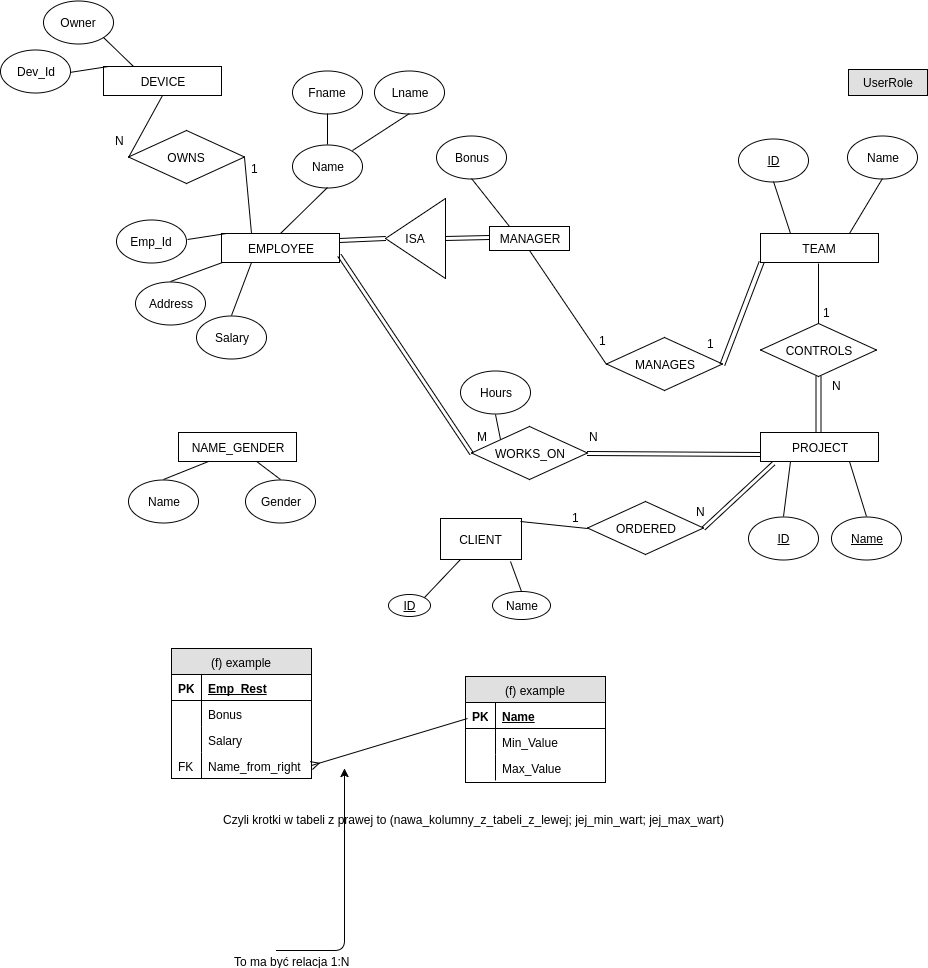 Owner
Dev_Id
DEVICE
N
OWNS
1
Fname
Lname
Name
Bonus
UserRole
ID
Name
Emp_Id
EMPLOYEE
ISA
MANAGER
TEAM
Address
Salary
1
MANAGES
1
1
CONTROLS
N
Hours
M
WORKS_ON
N
PROJECT
NAME_GENDER
Name
Gender
CLIENT
1
ORDERED
N
ID
Name
ID
Name
(f) example
PK Emp_Rest
Bonus
Salary
FK Name_from_right
(f) example
PK Name
Min_Value
Max_Value
Czyli krotki w tabeli z prawej to (nawa_kolumny_z_tabeli_z_lewej; jej_min_wart; jej_max_wart)
To ma być relacja 1:N